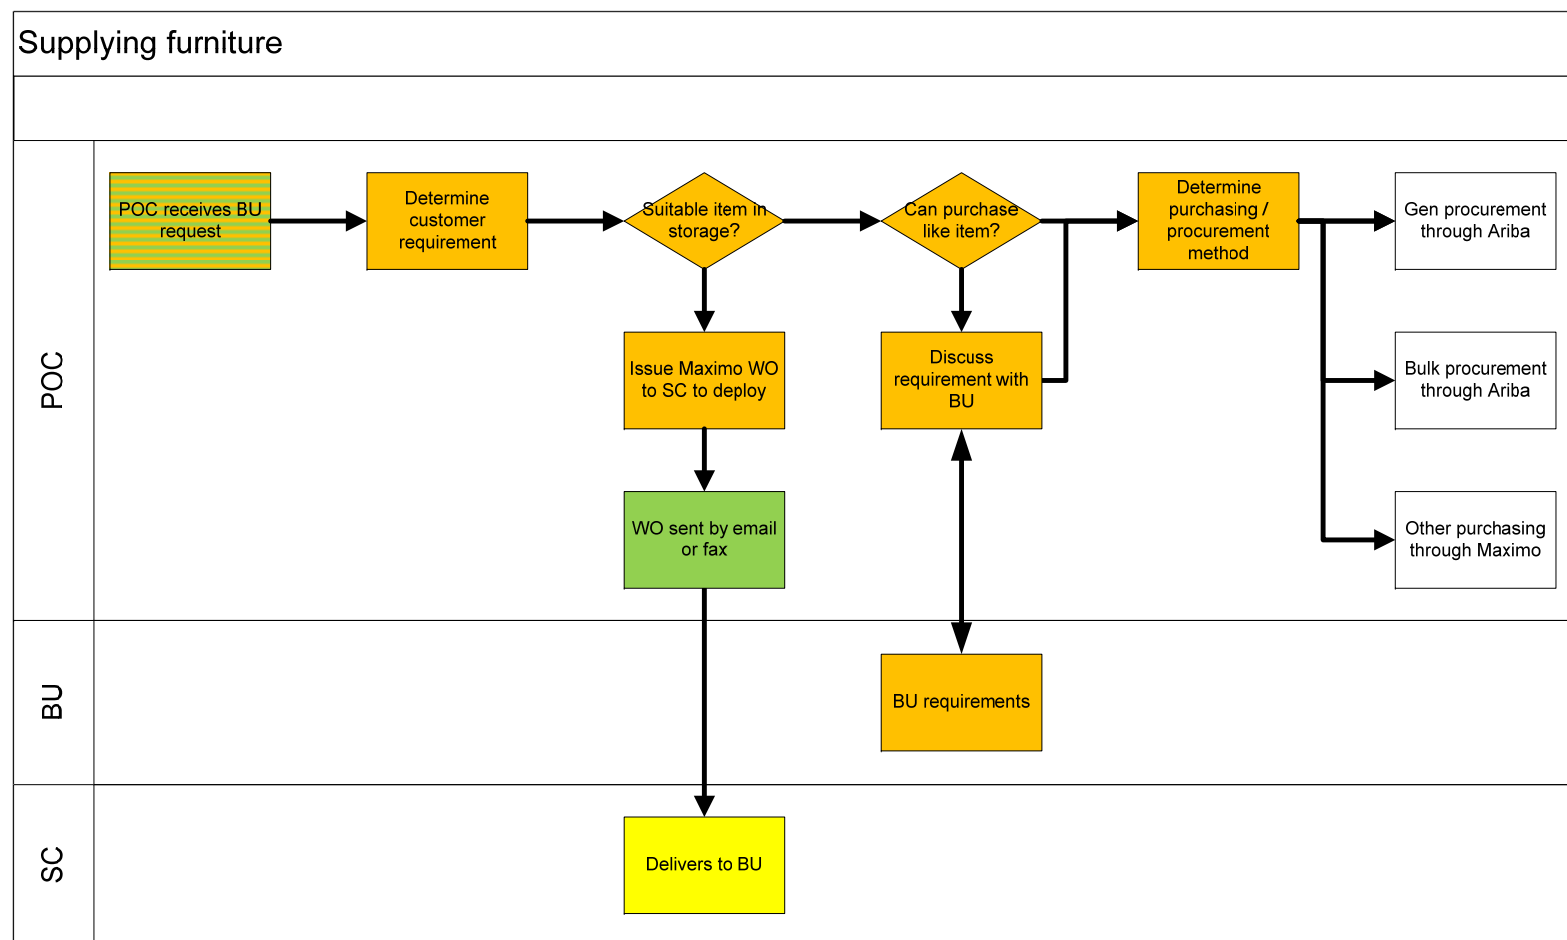 Supplying furniture
POC
POC receives BU
request
Determine
customer
requirement
Suitable item in
storage?
Can purchase
like item?
Determine
purchasing /
procurement
method
Gen procurement
through Ariba
Issue Maximo WO
to SC to deploy
Discuss
requirement with
BU
Bulk procurement
through Ariba
WO sent by email
or fax
Other purchasing
through Maximo
BU
BU requirements
SC
Delivers to BU